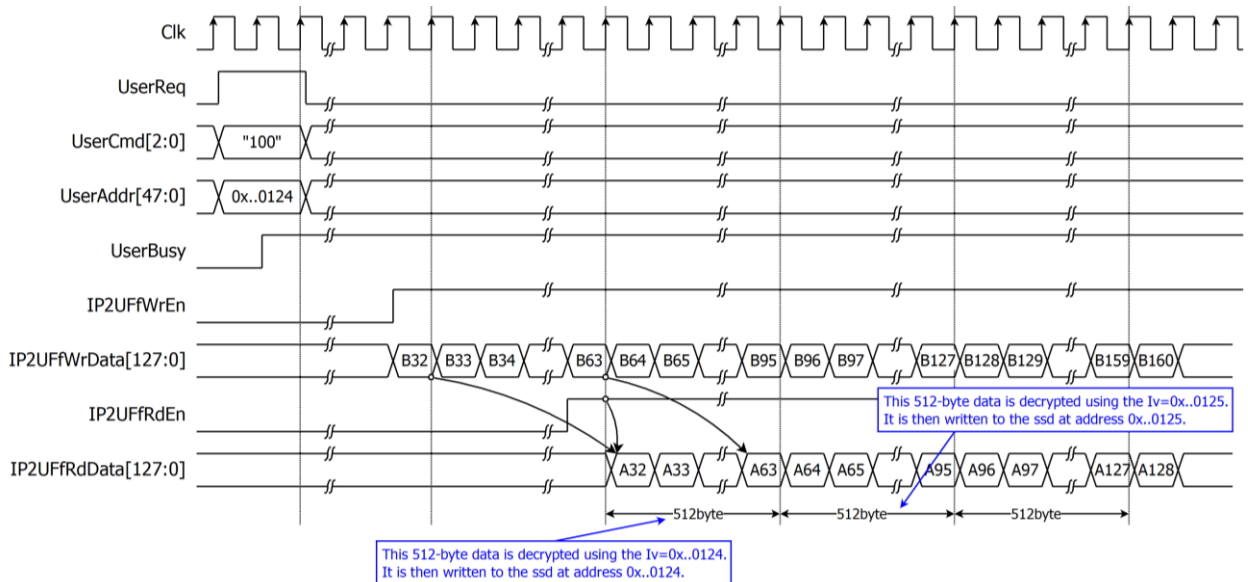 Clk
UserReq
UserCmd[2:0] "100"
UserAddr[47:0] 0x..0124
UserBusy
IP2UFfWrEn
IP2UFfWrData[127:0] B32 B33 B34 B63 B64 B65 B95 B96 B97 B127 B128 B129 B159 B160
IP2UFfRdEn
This 512-byte data is decrypted using the Iv=0x..0125.
It is then written to the ssd at address 0x..0125.
IP2UFfRdData[127:0] A32 A33 A63 A64 A65 A95 A96 A97 A127 A128
512byte 512byte 512byte
This 512-byte data is decrypted using the Iv=0x..0124.
It is then written to the ssd at address 0x..0124.